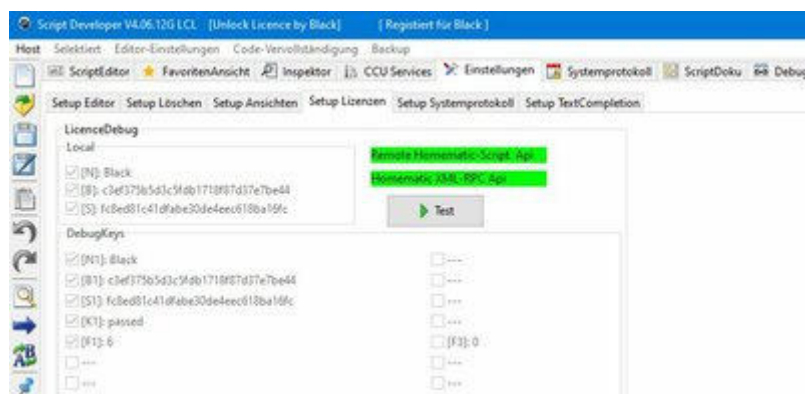 Script Developer V4.06.12G LCL [Unlock Licence by Black] [ Registiert für Black ]
Host Selektiert Editor-Einstellungen Code-Vervollständigung Backup
ScriptEditor FavoritenAnsicht Inspektor CCU Services Einstellungen Systemprotokoll ScriptDoku Debug
Setup Editor Setup Löschen Setup Ansichten Setup Lizenzen Setup Systemprotokoll Setup TextCompletion
LicenceDebug
Local
Remote Homematic-Script Api
[N]: Black
Homematic XML-RPC Api
[B]: c3ef375b5d3c5fdb1718f87d37e7be44
[S]: fc8ed81c41dfabe30de4eec618ba16fc
Test
DebugKeys
[N1]: Black ---
[B1]: c3ef375b5d3c5fdb1718f87d37e7be44 ---
[S1]: fc8ed81c41dfabe30de4eec618ba16fc ---
[K1]: passed ---
[F1]: 6 [F3]: 0
--- ---
--- ---